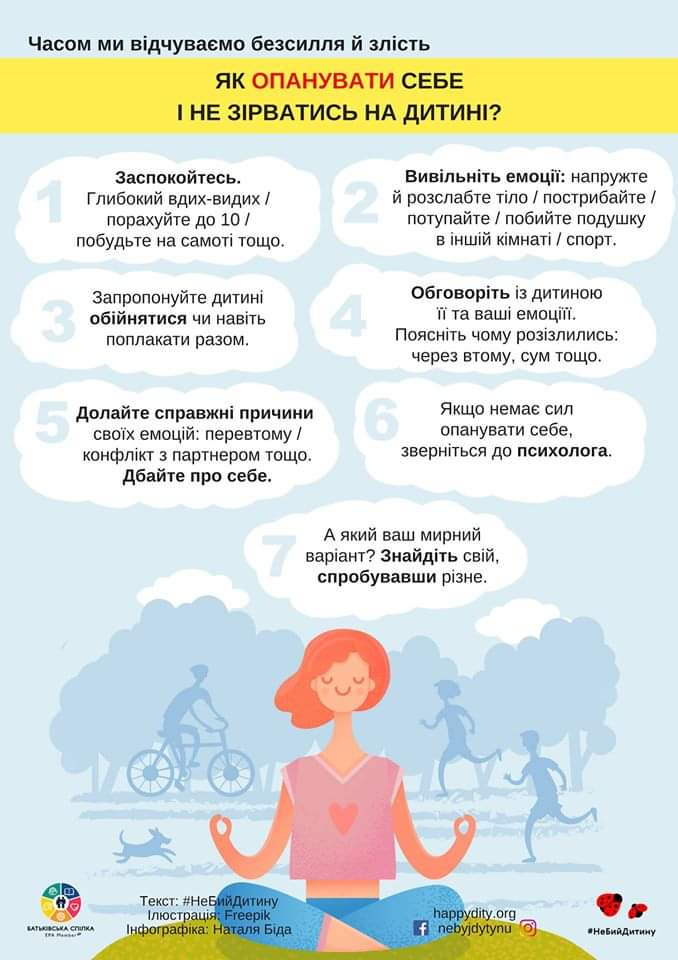 Часом ми відчуваємо безсилля й злість
ЯК ОПАНУВАТИ СЕБЕ
І НЕ ЗІРВАТИСЬ НА ДИТИНІ?
1
Заспокойтесь.
Глибокий вдих-видих /
порахуйте до 10 /
побудьте на самоті тощо.
2
Вивільніть емоції: напружте
й розслабте тіло / пострибайте /
потупайте / побийте подушку
в іншій кімнаті / спорт.
3
Запропонуйте дитині
обійнятися чи навіть
поплакати разом.
4
Обговоріть із дитиною
її та ваші емоціїї.
Поясніть чому розізлились:
через втому, сум тощо.
5
Долайте справжні причини
своїх емоцій: перевтому /
конфлікт з партнером тощо.
Дбайте про себе.
6
Якщо немає сил
опанувати себе,
зверніться до психолога.
7
А який ваш мирний
варіант? Знайдіть свій,
спробувавши різне.
БАТЬКІВСЬКА СПІЛКА
EPA Member
Текст: #НеБийДитину
Ілюстрація: Freepik
Інфографіка: Наталя Біда
happydity.org
nebyjdytynu
#НеБийДитину